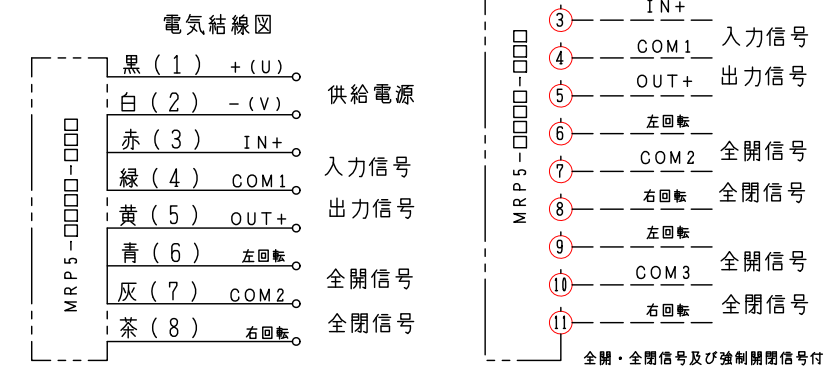 電気結線図
黒(1) +(U)
供給電源
白(2) -(V)
赤(3) IN+
入力信号
緑(4) COM1
出力信号
黄(5) OUT+
青(6) 左回転
全開信号
灰(7) COM2
全閉信号
茶(8) 右回転
MRP5-□□□□-□□□
③ IN+
入力信号
④ COM1
出力信号
⑤ OUT+
⑥ 左回転
全開信号
⑦ COM2
全閉信号
⑧ 右回転
⑨ 左回転
全開信号
⑩ COM3
全閉信号
⑪ 右回転
MRP5-□□□□-□□□
全開・全閉信号及び強制開閉信号付